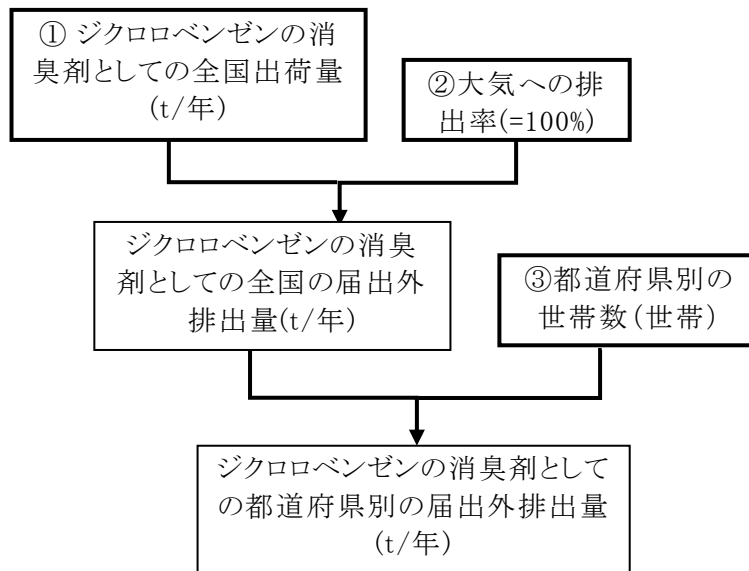 ① ジクロロベンゼンの消
臭剤としての全国出荷量
(t/年)
②大気への排
出率(=100%)
ジクロロベンゼンの消臭
剤としての全国の届出外
排出量(t/年)
③都道府県別の
世帯数(世帯)
ジクロロベンゼンの消臭剤として
の都道府県別の届出外排出量
(t/年)